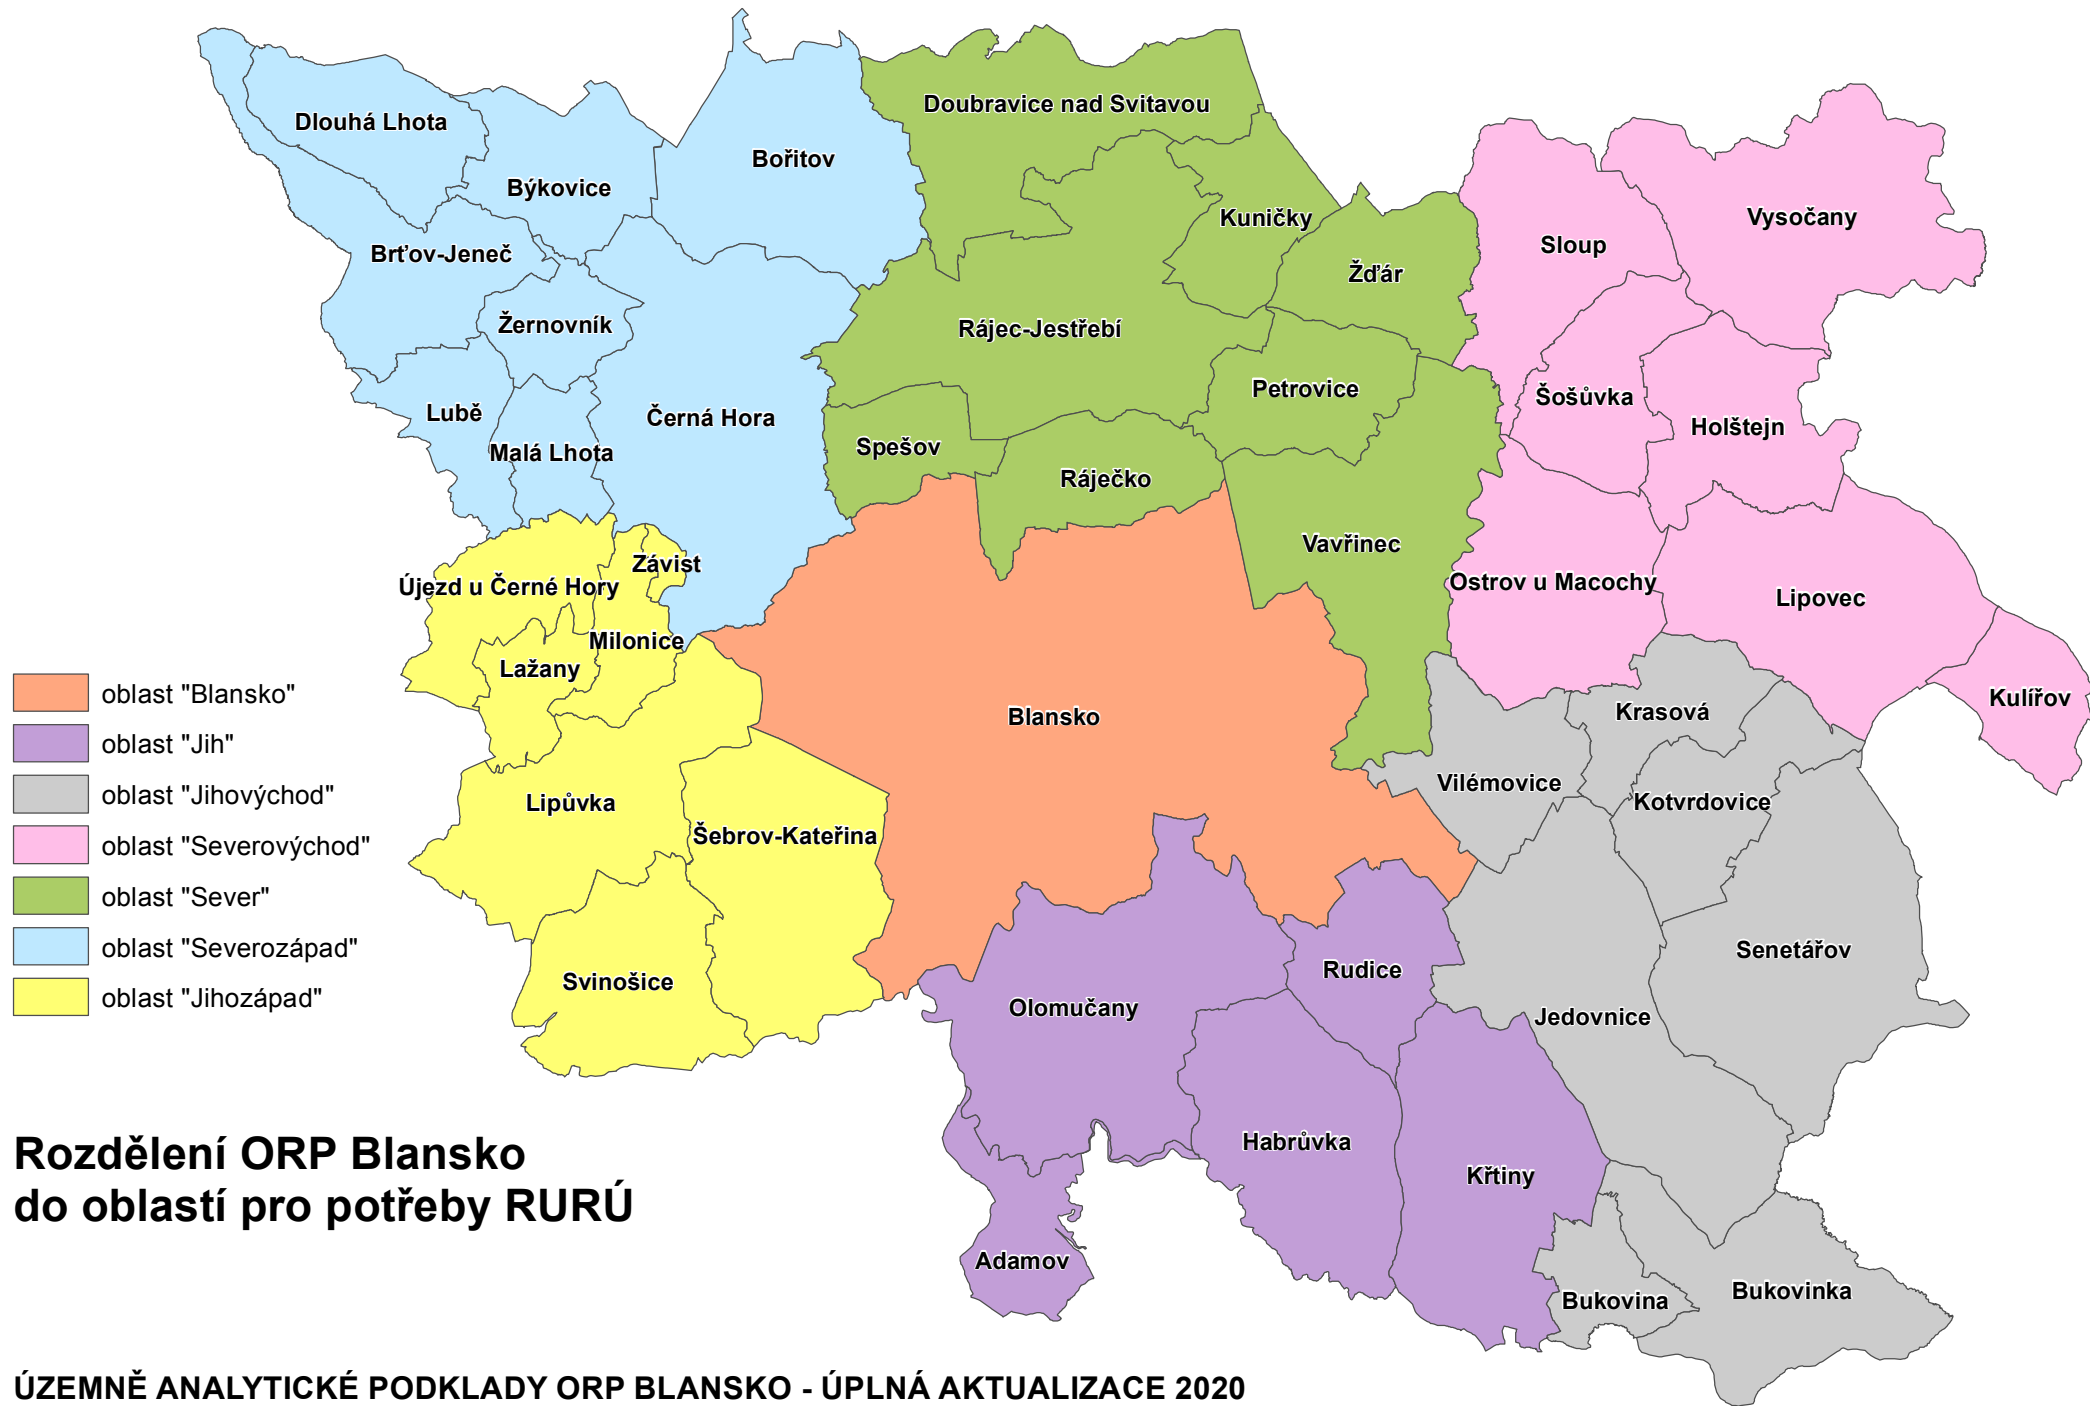 Doubravice nad Svitavou
Dlouhá Lhota
Bořitov
Býkovice
Kuničky
Vysočany
Sloup
Brťov-Jeneč
Žďár
Žernovník
Rájec-Jestřebí
Petrovice
Šošůvka
Lubě
Černá Hora
Holštejn
Spešov
Malá Lhota
Ráječko
Vavřinec
Závist
Ostrov u Macochy
Újezd u Černé Hory
Lipovec
Milonice
Lažany
Kulířov
Krasová
Blansko
Vilémovice
Kotvrdovice
Lipůvka
Šebrov-Kateřina
Senetářov
Rudice
Svinošice
Olomučany
Jedovnice
Habrůvka
Křtiny
Adamov
Bukovinka
Bukovina
oblast "Blansko"
oblast "Jih"
oblast "Jihovýchod"
oblast "Severovýchod"
oblast "Sever"
oblast "Severozápad"
oblast "Jihozápad"
Rozdělení ORP Blansko
do oblastí pro potřeby RURÚ
ÚZEMNĚ ANALYTICKÉ PODKLADY ORP BLANSKO - ÚPLNÁ AKTUALIZACE 2020